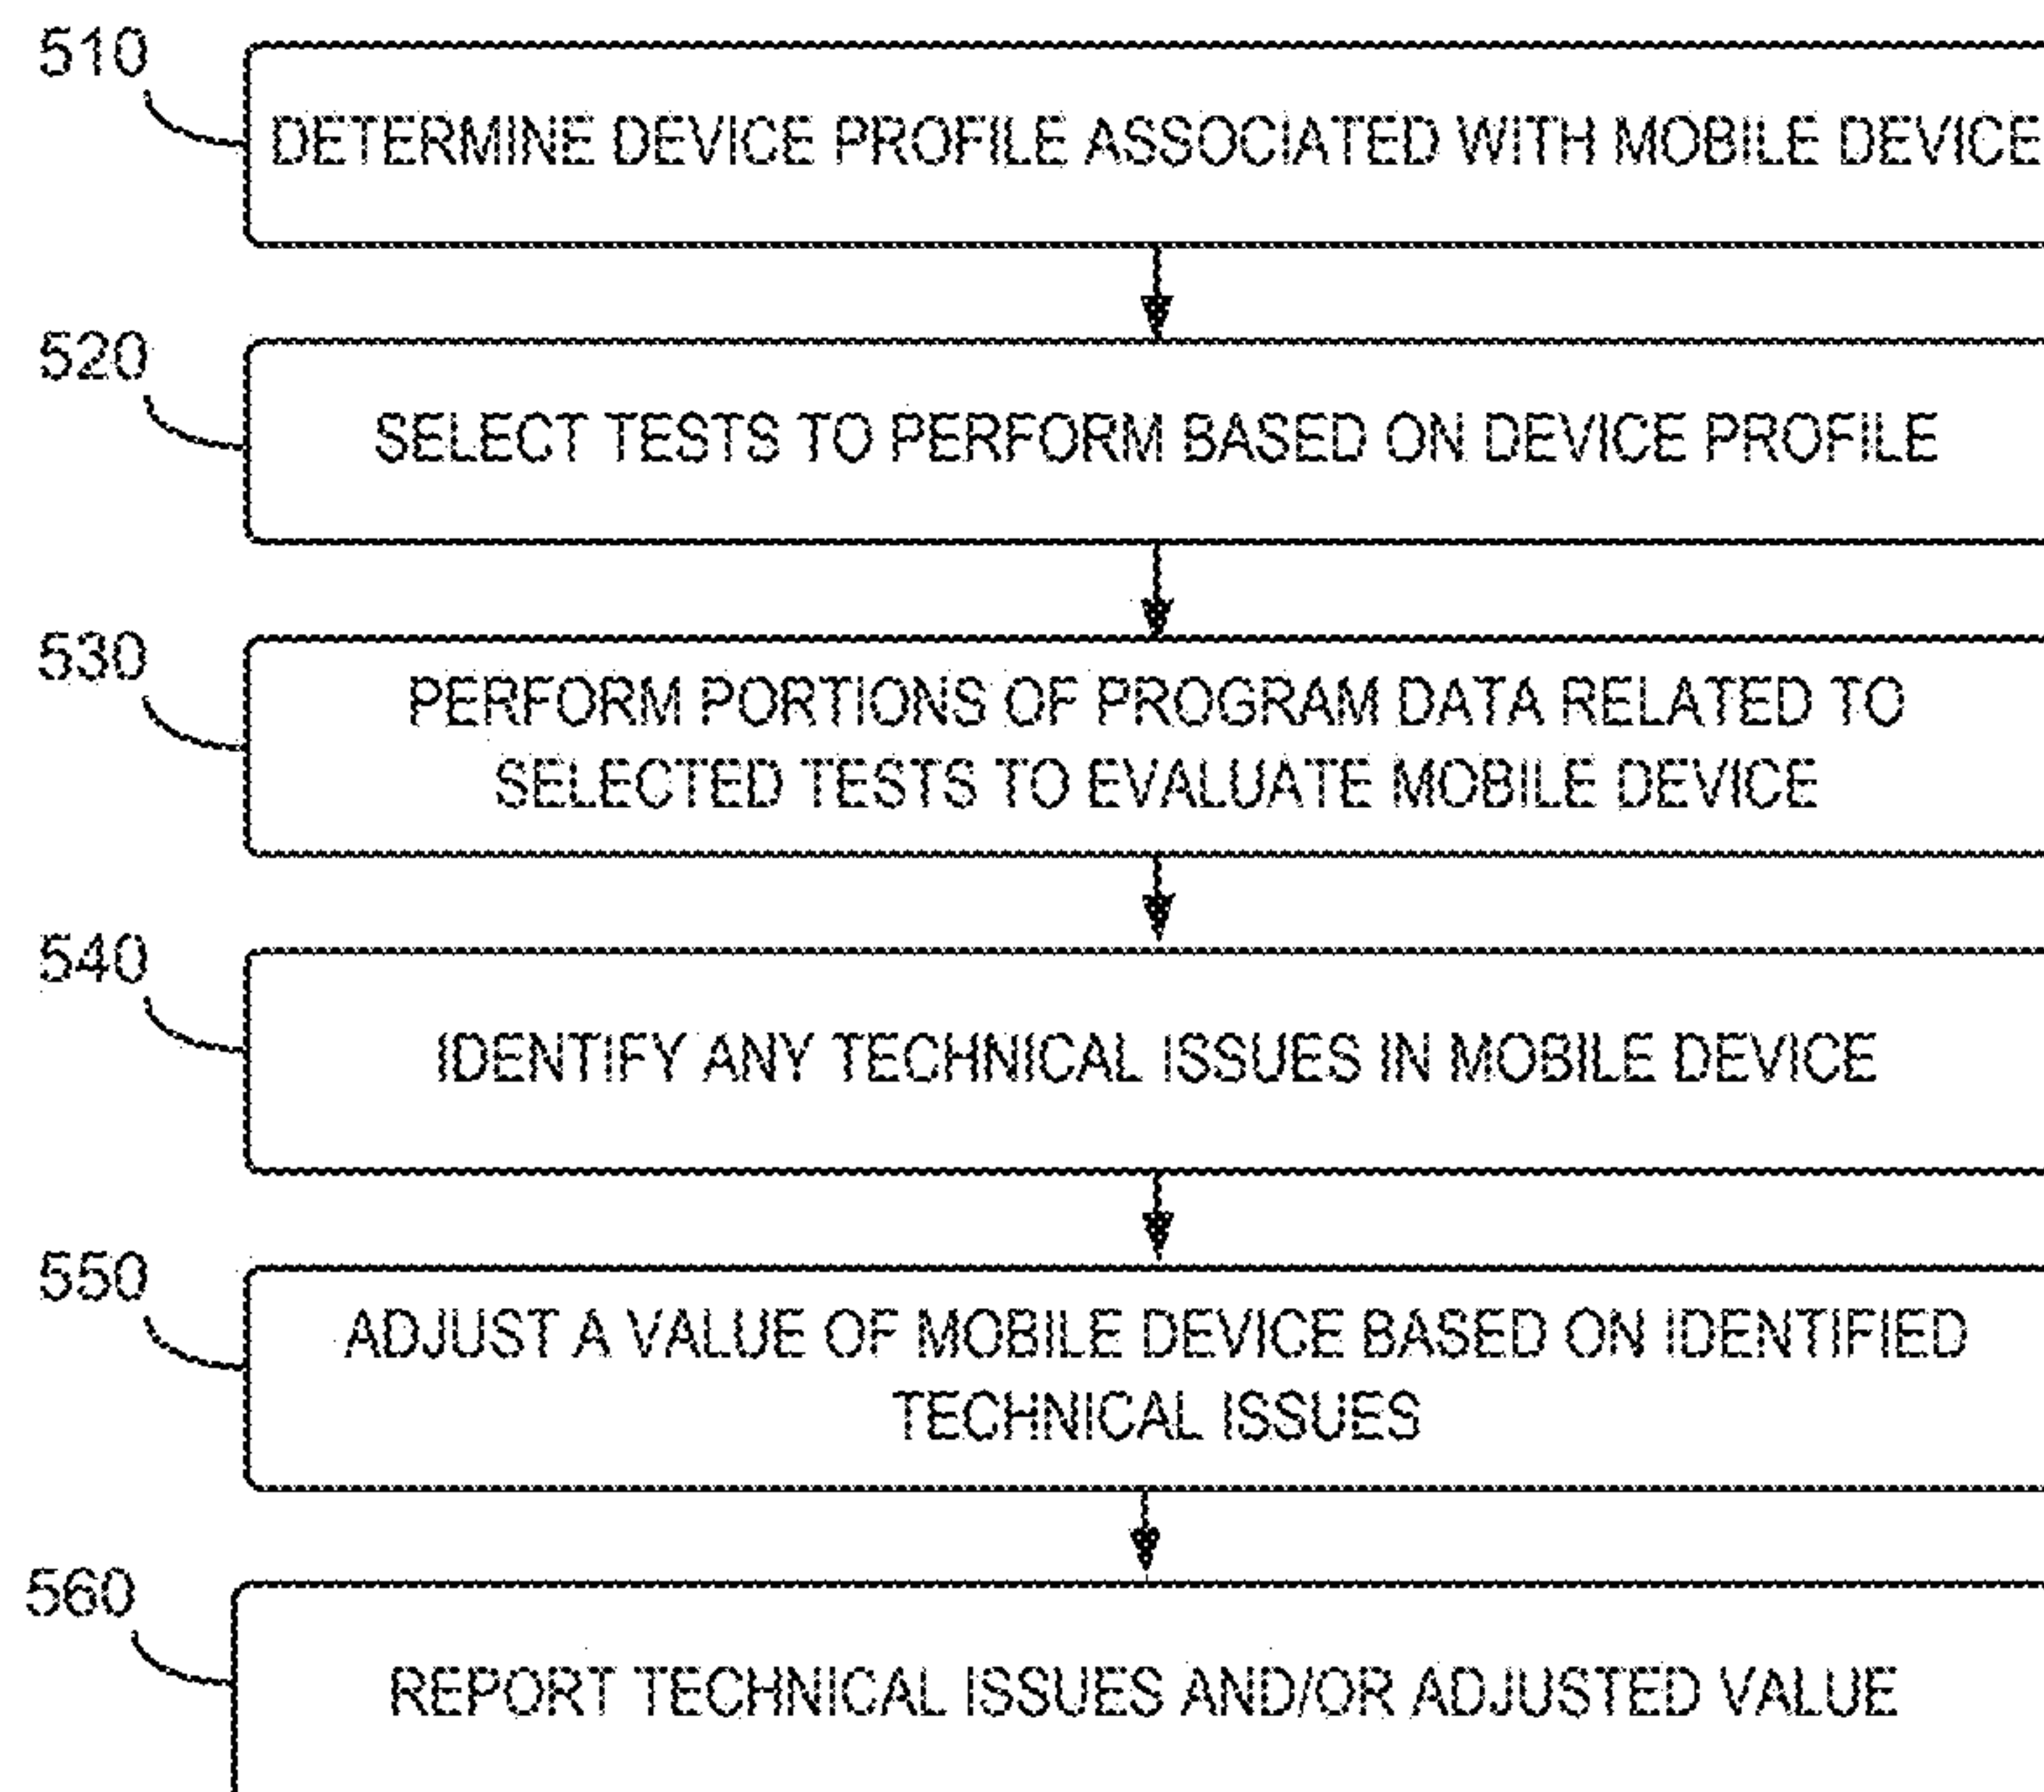 510
DETERMINE DEVICE PROFILE ASSOCIATED WITH MOBILE DEVICE
520
SELECT TESTS TO PERFORM BASED ON DEVICE PROFILE
530
PERFORM PORTIONS OF PROGRAM DATA RELATED TO
SELECTED TESTS TO EVALUATE MOBILE DEVICE
540
IDENTIFY ANY TECHNICAL ISSUES IN MOBILE DEVICE
550
ADJUST A VALUE OF MOBILE DEVICE BASED ON IDENTIFIED
TECHNICAL ISSUES
560
REPORT TECHNICAL ISSUES AND/OR ADJUSTED VALUE